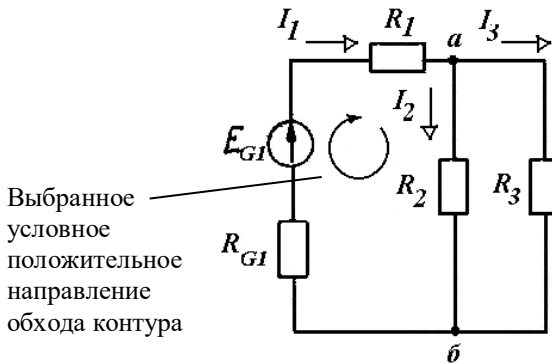 I1
R1
a
I3
I2
EG1
R2
R3
RG1
Выбранное
условное
положительное
направление
обхода контура
б